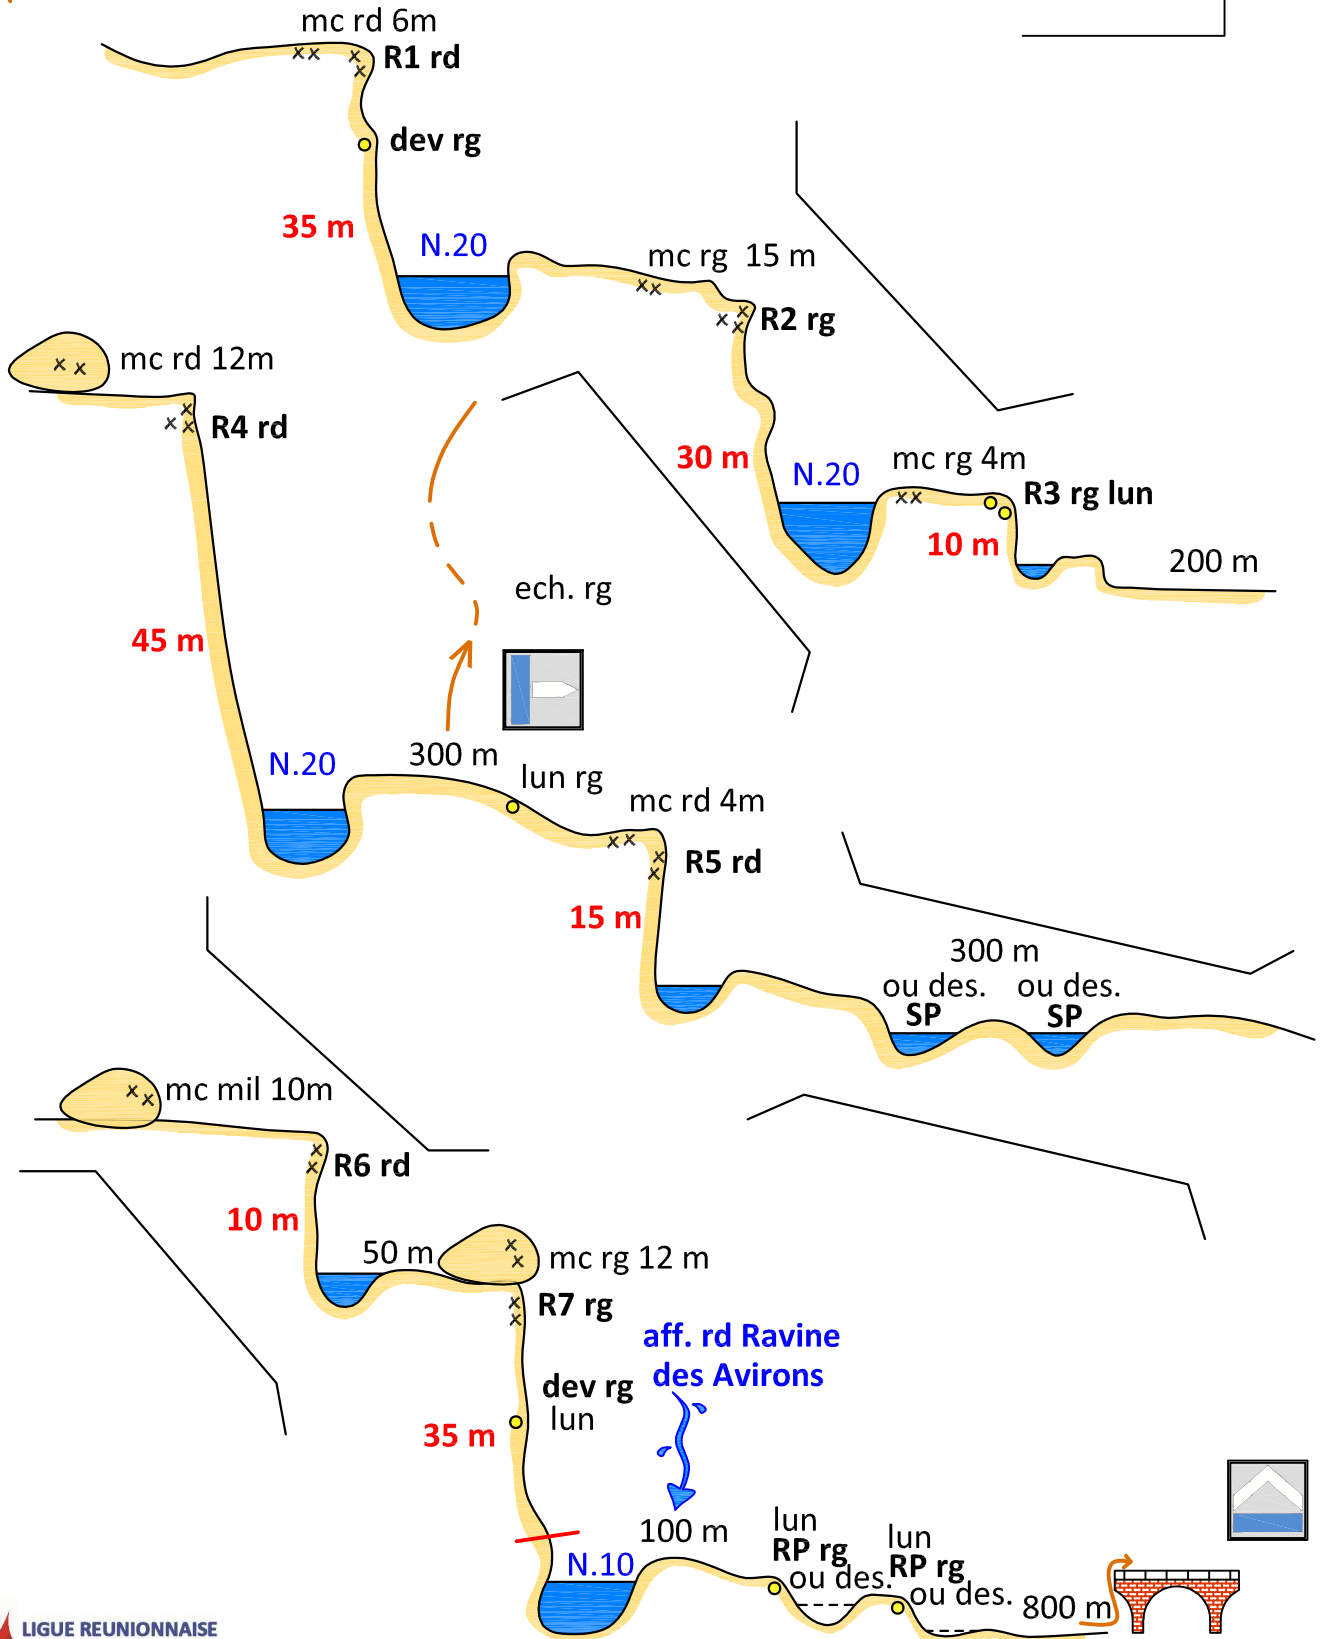 mc rd 6m
R1 rd
dev rg
35 m
N.20
mc rg 15 m
R2 rg
30 m
N.20
mc rg 4m
R3 rg lun
10 m
200 m
mc rd 12m
R4 rd
45 m
ech. rg
N.20
300 m
lun rg
mc rd 4m
R5 rd
15 m
300 m
ou des. ou des.
SP SP
mc mil 10m
R6 rd
10 m
50 m
mc rg 12 m
R7 rg
aff. rd Ravine
des Avirons
dev rg
lun
35 m
N.10
100 m
lun
RP rg
ou des.
lun
RP rg
ou des.
800 m
LIGUE REUNIONNAISE